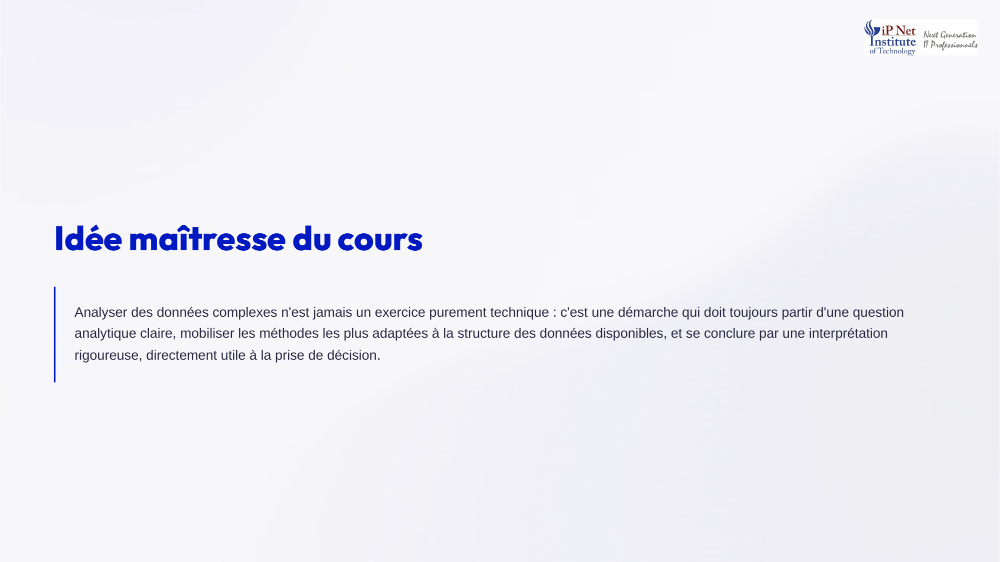 iP Net
Institute
of Technology
Next Generation
IT Professionnels
Idée maîtresse du cours
Analyser des données complexes n'est jamais un exercice purement technique : c'est une démarche qui doit toujours partir d'une question
analytique claire, mobiliser les méthodes les plus adaptées à la structure des données disponibles, et se conclure par une interprétation
rigoureuse, directement utile à la prise de décision.